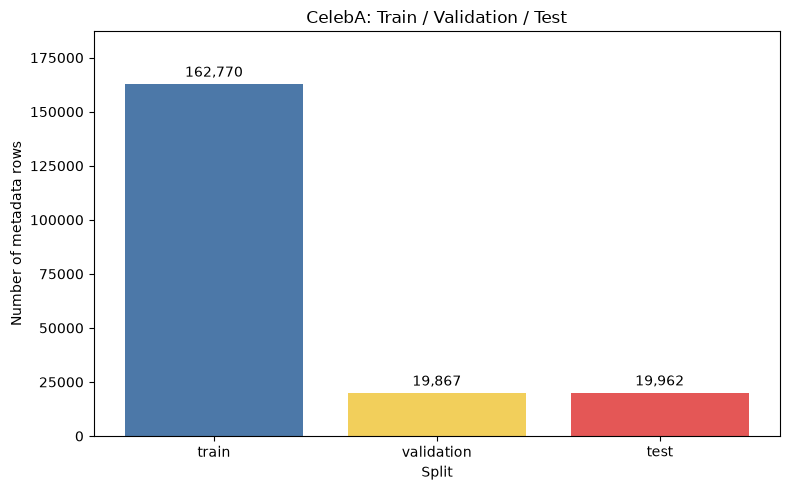 CelebA: Train / Validation / Test
Number of metadata rows
175000
150000
125000
100000
75000
50000
25000
0
162,770
19,867
19,962
train
validation
test
Split